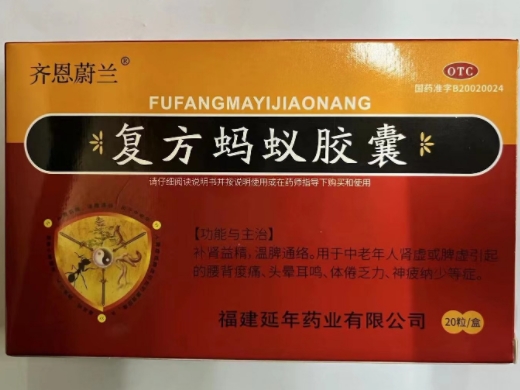 齐恩蔚兰®
OTC
国药准字B20020024
FUFANGMAYIJIAONANG
复方蚂蚁胶囊
请仔细阅读说明书并按说明使用或在药师指导下购买和使用
【功能与主治】
补肾益精，温脾通络。用于中老年人肾虚或脾虚引起
的腰背痠痛、头晕耳鸣、体倦乏力、神疲纳少等症。
福建延年药业有限公司
20粒/盒